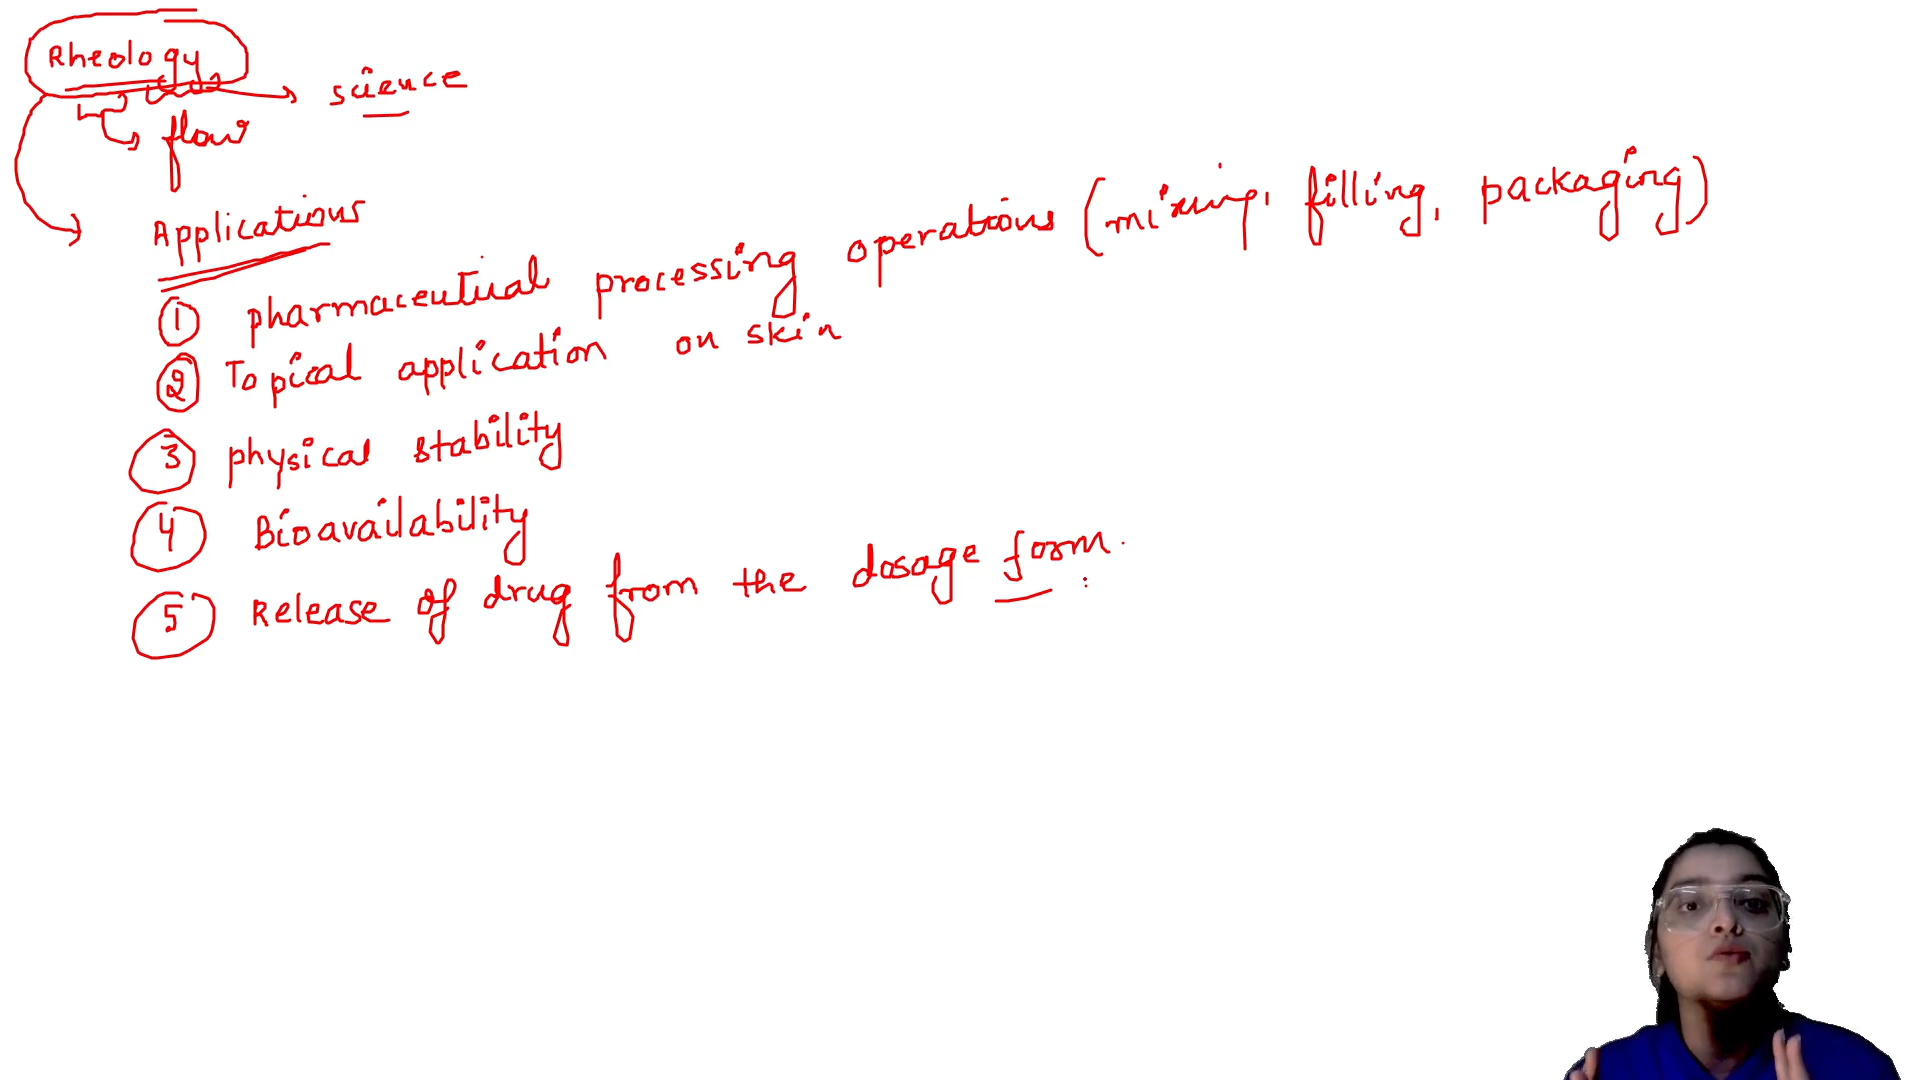 Rheology
science
flow
Applications
1 pharmaceutical processing operations (mixing, filling, packaging)
2 Topical application on skin
3 physical stability
4 Bioavailability
5 Release of drug from the dosage form.